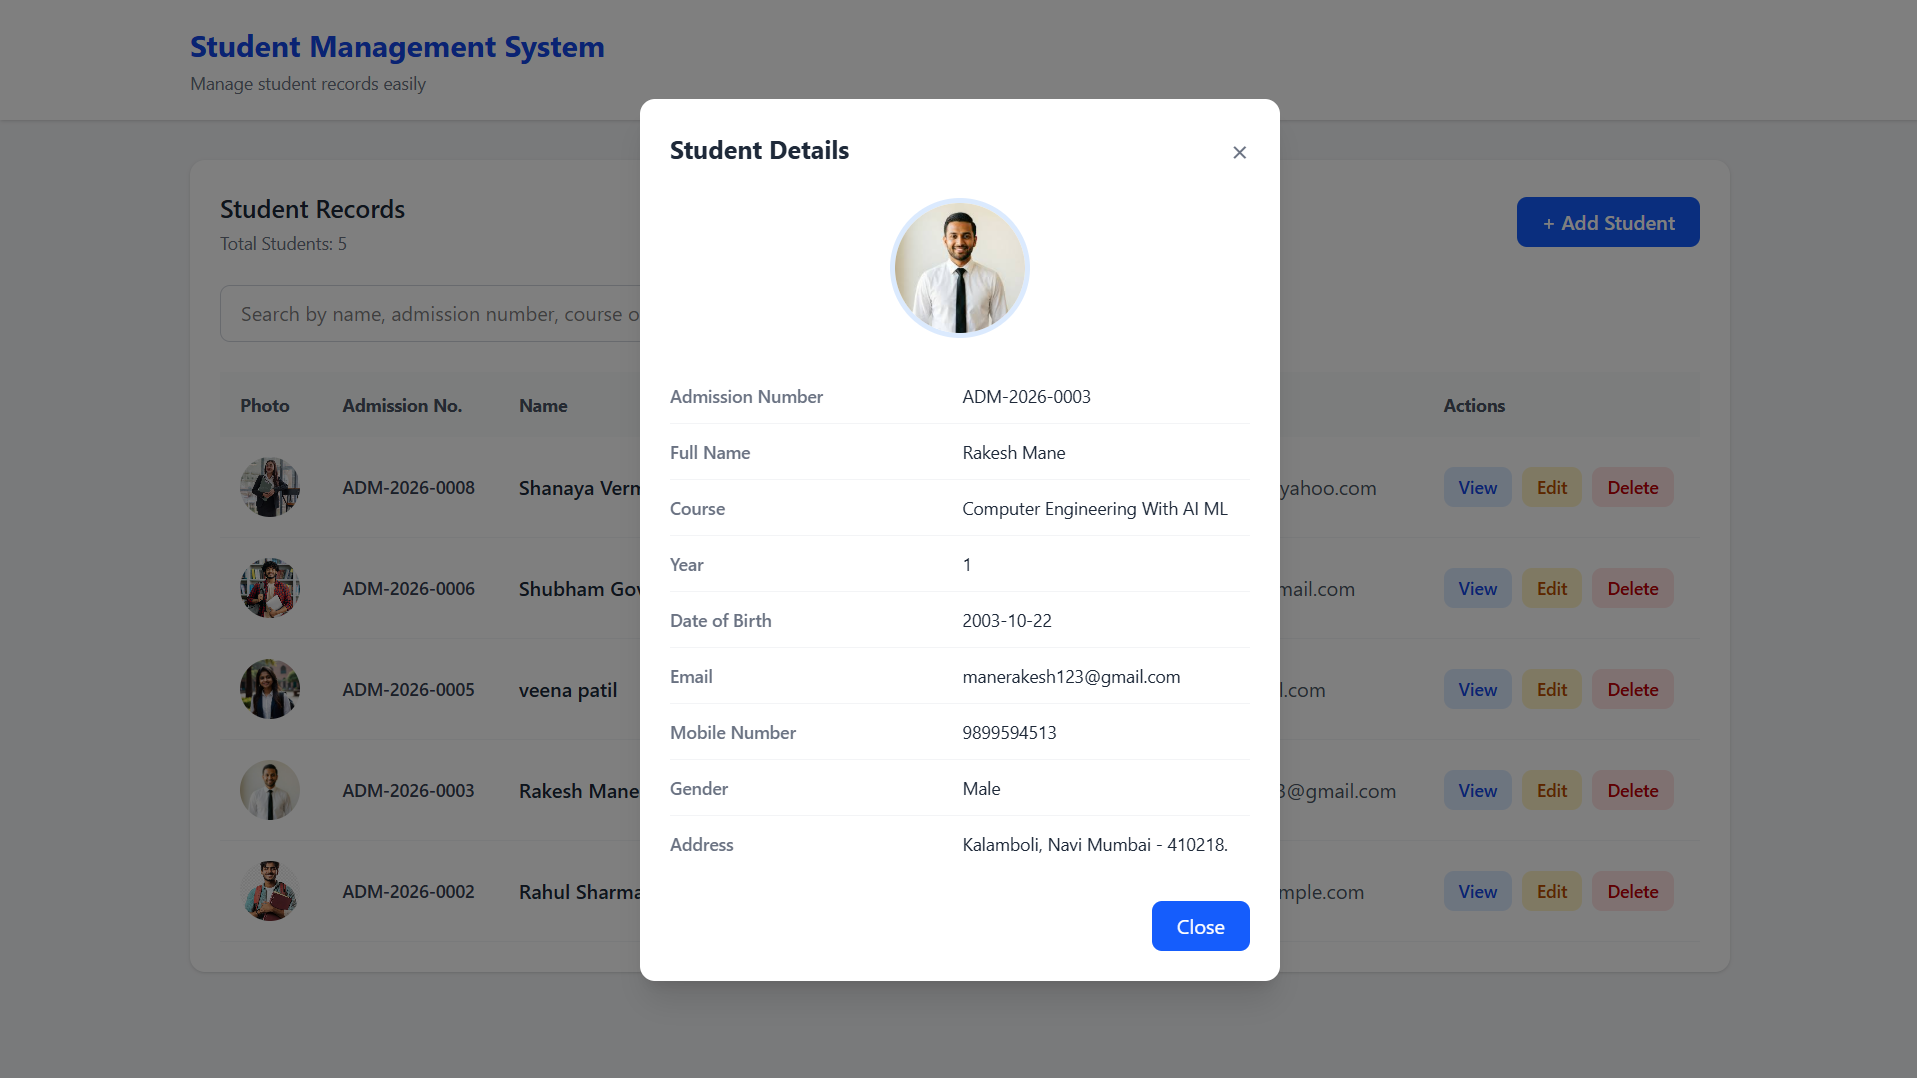 Student Management System
Manage student records easily
Student Details
×
Student Records
Total Students: 5
+ Add Student
Search by name, admission number, course
Photo Admission No. Name Actions
ADM-2026-0008 Shanaya View Edit Delete
yahoo.com
ADM-2026-0006 Shubham View Edit Delete
mail.com
ADM-2026-0005 veena patil View Edit Delete
.com
ADM-2026-0003 Rakesh Mane 3@gmail.com View Edit Delete
ADM-2026-0002 Rahul Sharma mple.com View Edit Delete
Admission Number ADM-2026-0003
Full Name Rakesh Mane
Course Computer Engineering With AI ML
Year 1
Date of Birth 2003-10-22
Email manerakesh123@gmail.com
Mobile Number 9899594513
Gender Male
Address Kalamboli, Navi Mumbai - 410218.
Close